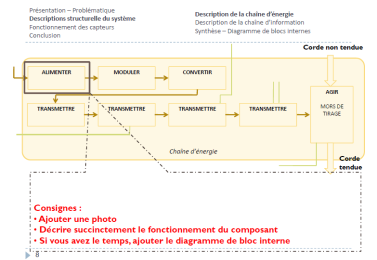 Présentation – Problématique
Descriptions structurelle du système
Fonctionnement des capteurs
Conclusion
Description de la chaine d'énergie
Description de la chaine d'information
Synthèse – Diagramme de blocs internes
Corde non tendue
ALIMENTER
MODULER
CONVERTIR
AGIR
MORS DE
TIRAGE
TRANSMETTRE
TRANSMETTRE
TRANSMETTRE
TRANSMETTRE
Chaîne d'énergie
Corde
tendue
Consignes :
• Ajouter une photo
• Décrire succinctement le fonctionnement du composant
• Si vous avez le temps, ajouter le diagramme de bloc interne
8